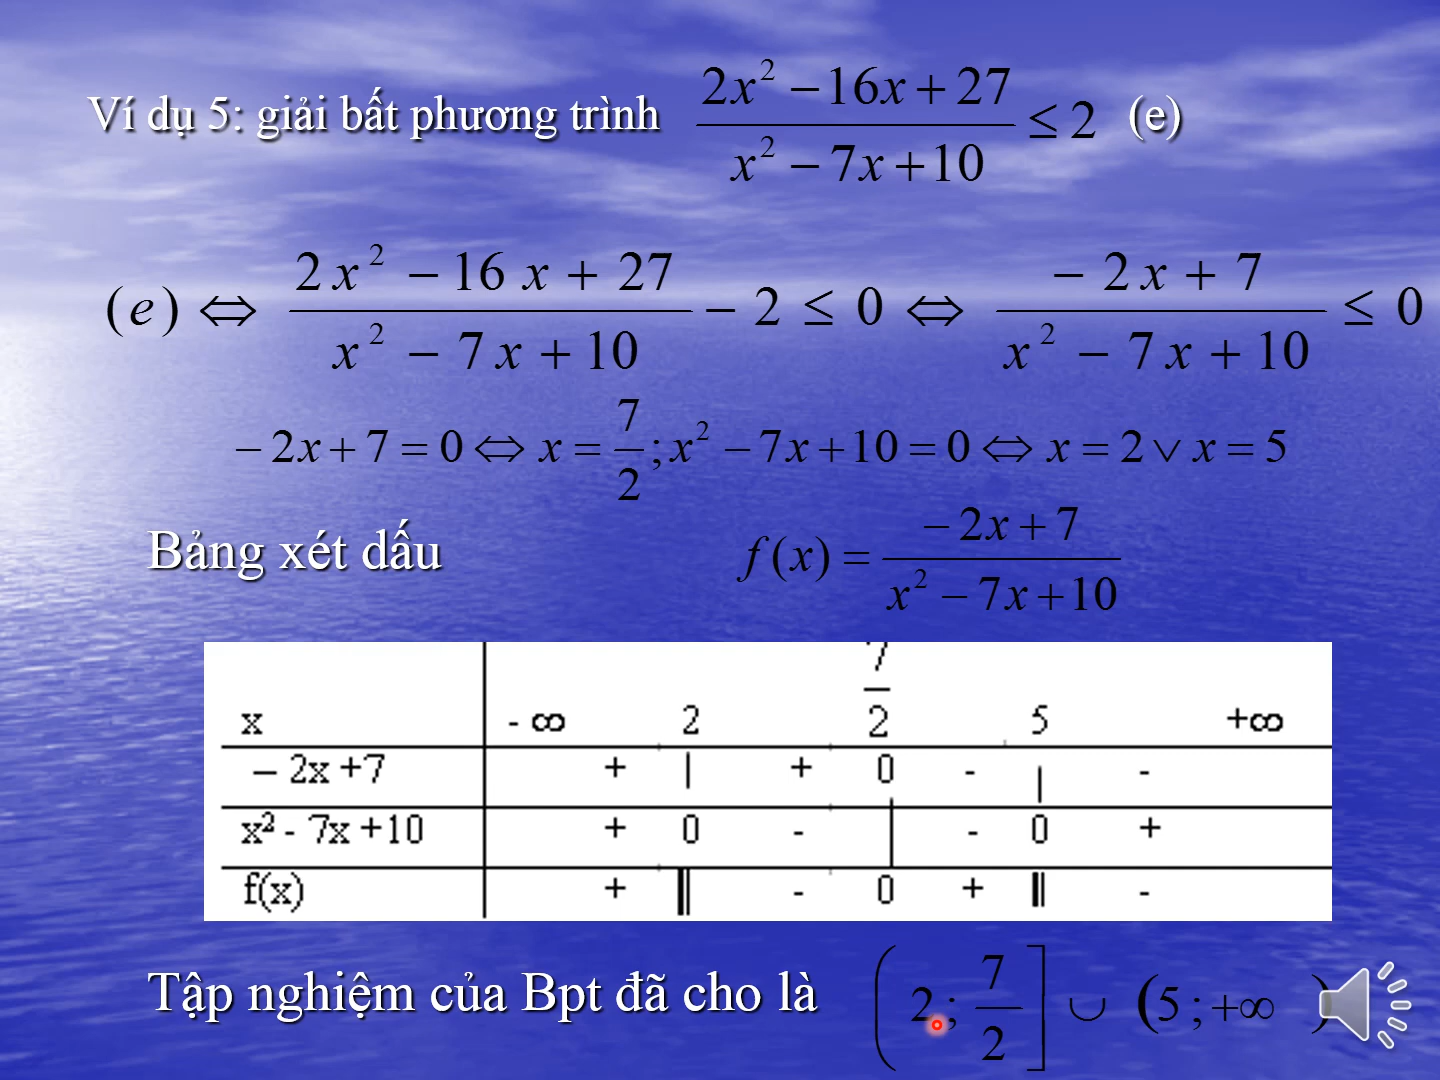 Ví dụ 5: giải bất phương trình (2x² − 16x + 27)/(x² − 7x + 10) ≤ 2 (e)
(e) ⇔ (2x² − 16x + 27)/(x² − 7x + 10) − 2 ≤ 0 ⇔ (−2x + 7)/(x² − 7x + 10) ≤ 0
−2x + 7 = 0 ⇔ x = 7/2 ; x² − 7x + 10 = 0 ⇔ x = 2 ∨ x = 5
Bảng xét dấu f(x) = (−2x + 7)/(x² − 7x + 10)
x - ∞ 2 7/2 5 +∞
– 2x +7 + | + 0 - | -
x² - 7x +10 + 0 - | - 0 +
f(x) + || - 0 + || -
Tập nghiệm của Bpt đã cho là (2 ; 7/2] ∪ (5 ; +∞)